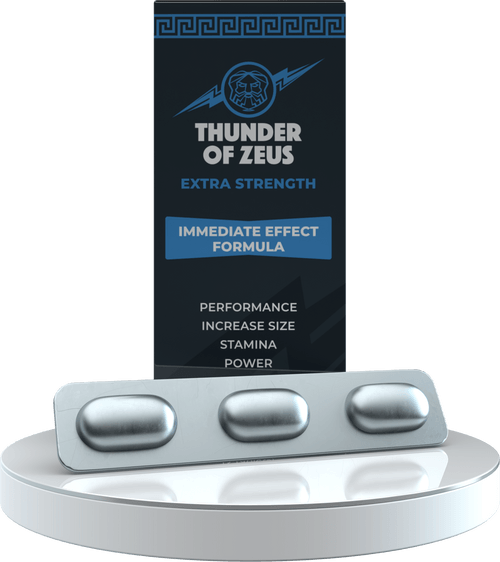 THUNDER
OF ZEUS
EXTRA STRENGTH
IMMEDIATE EFFECT
FORMULA
PERFORMANCE
INCREASE SIZE
STAMINA
POWER